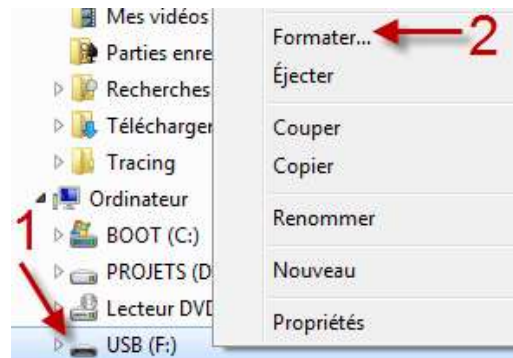 Mes vidéos
Parties enre
Recherches
Télécharger
Tracing
Ordinateur
1
BOOT (C:)
PROJETS (D
Lecteur DVD
USB (F:)
Formater...
2
Éjecter
Couper
Copier
Renommer
Nouveau
Propriétés